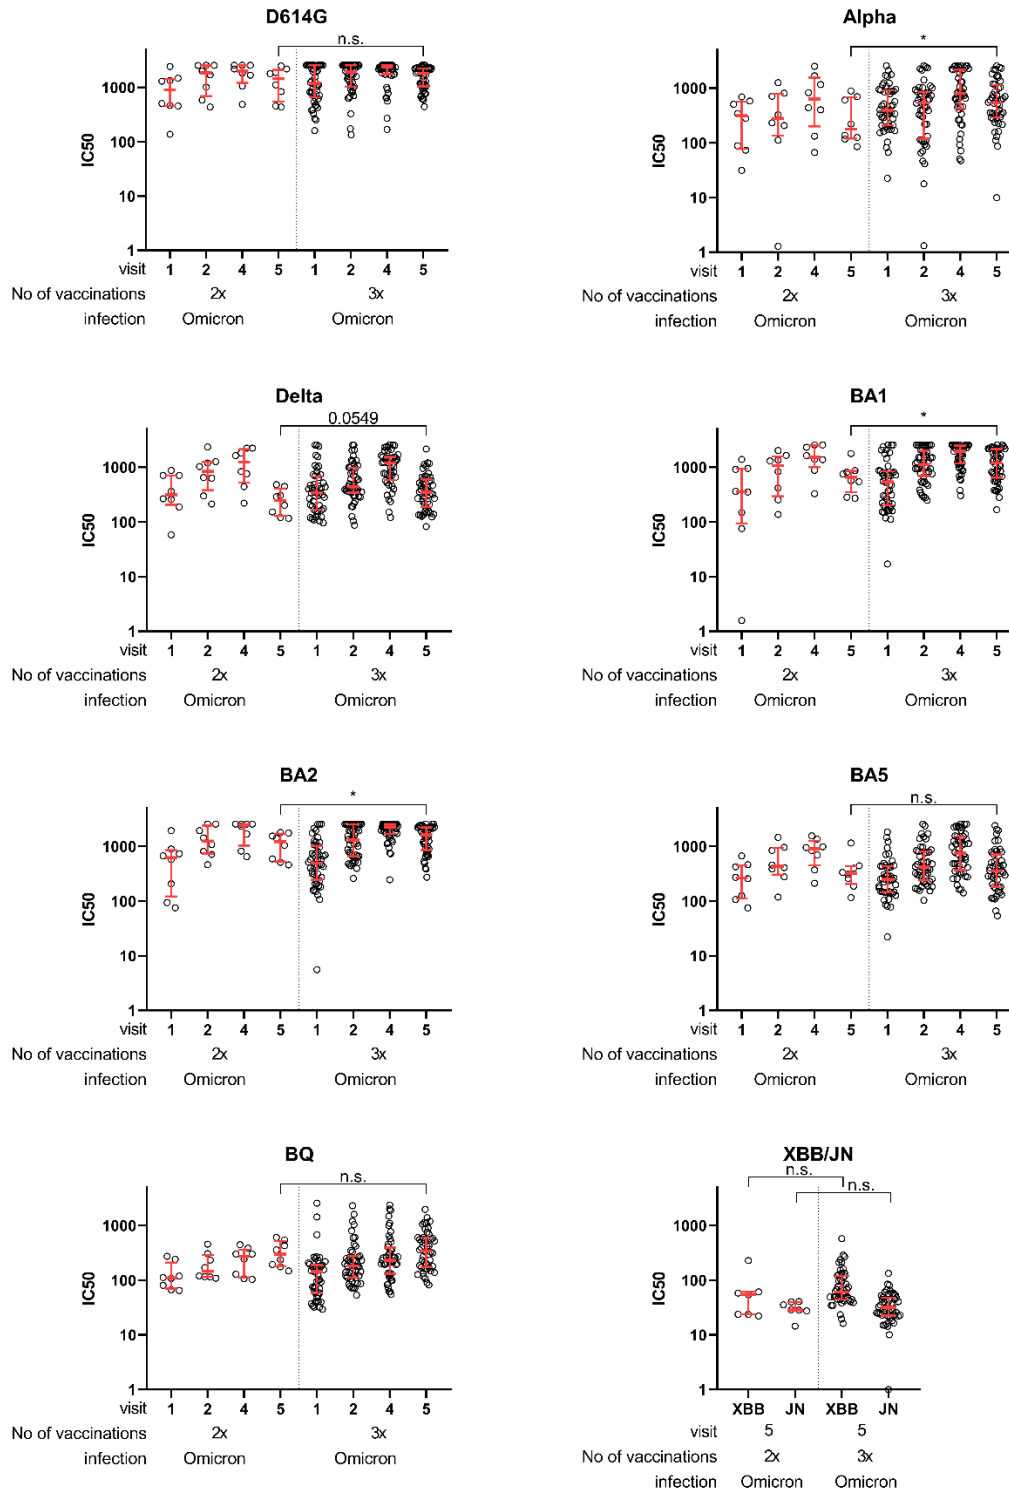 D614G
n.s.
IC50
1000
100
10
1
visit 1 2 4 5 1 2 4 5
No of vaccinations 2x 3x
infection Omicron Omicron
Alpha
*
IC50
1000
100
10
1
visit 1 2 4 5 1 2 4 5
No of vaccinations 2x 3x
infection Omicron Omicron
Delta
0.0549
IC50
1000
100
10
1
visit 1 2 4 5 1 2 4 5
No of vaccinations 2x 3x
infection Omicron Omicron
BA1
*
IC50
1000
100
10
1
visit 1 2 4 5 1 2 4 5
No of vaccinations 2x 3x
infection Omicron Omicron
BA2
*
IC50
1000
100
10
1
visit 1 2 4 5 1 2 4 5
No of vaccinations 2x 3x
infection Omicron Omicron
BA5
n.s.
IC50
1000
100
10
1
visit 1 2 4 5 1 2 4 5
No of vaccinations 2x 3x
infection Omicron Omicron
BQ
n.s.
IC50
1000
100
10
1
visit 1 2 4 5 1 2 4 5
No of vaccinations 2x 3x
infection Omicron Omicron
XBB/JN
n.s.
n.s.
IC50
1000
100
10
1
XBB JN XBB JN
visit 5 5
No of vaccinations 2x 3x
infection Omicron Omicron